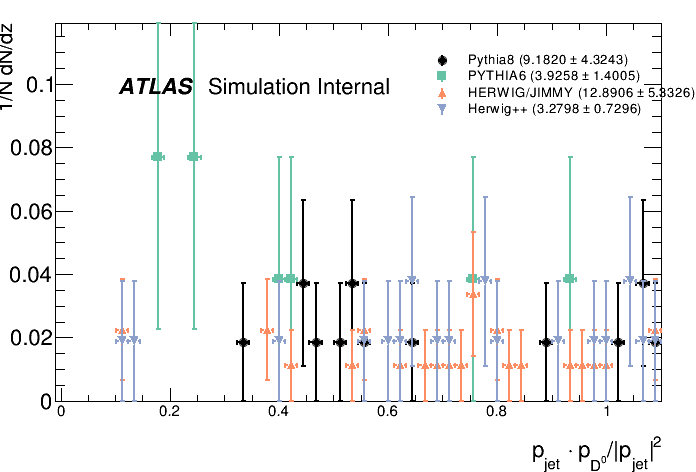 1/N dN/dz
ATLAS Simulation Internal
Pythia8 (9.1820 ± 4.3243)
PYTHIA6 (3.9258 ± 1.4005)
HERWIG/JIMMY (12.8906 ± 5.3326)
Herwig++ (3.2798 ± 0.7296)
0.1
0.08
0.06
0.04
0.02
0
0 0.2 0.4 0.6 0.8 1
p_jet · p_D⁰/|p_jet|²